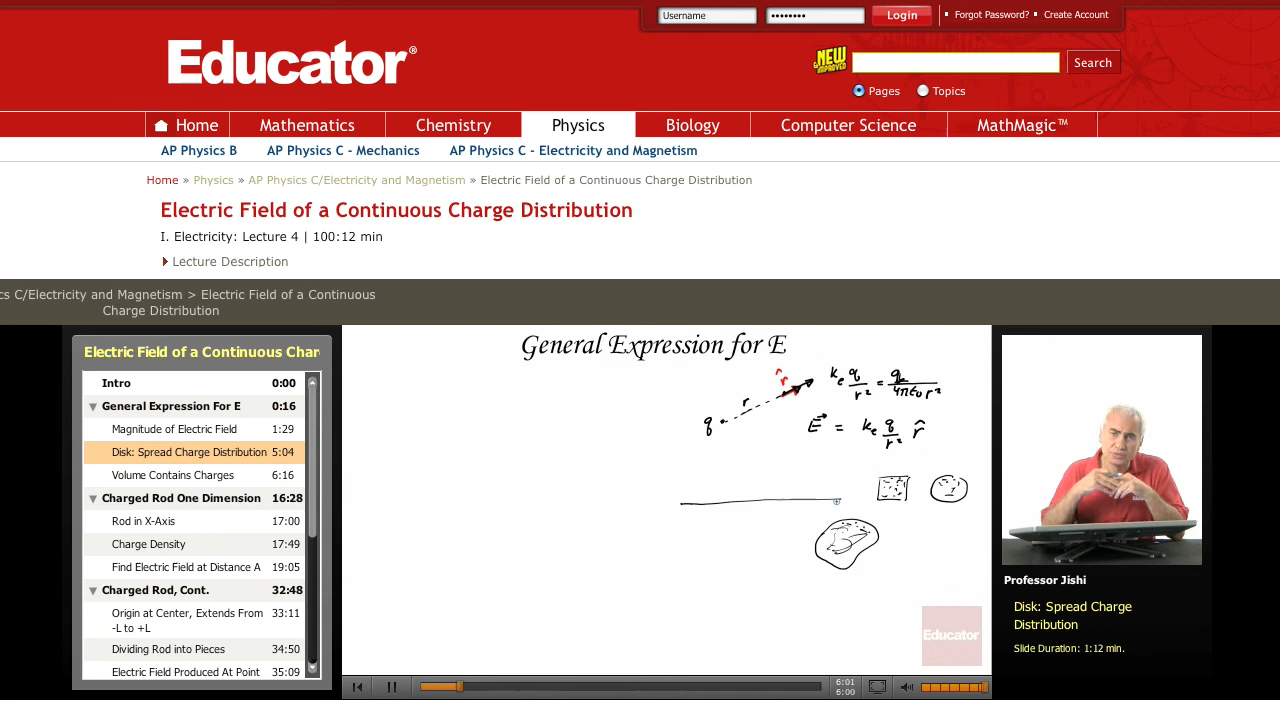 Username •••••••• Login Forgot Password? Create Account
Educator®
NEW & IMPROVED Search
Pages Topics
Home Mathematics Chemistry Physics Biology Computer Science MathMagic™
AP Physics B AP Physics C - Mechanics AP Physics C - Electricity and Magnetism
Home » Physics » AP Physics C/Electricity and Magnetism » Electric Field of a Continuous Charge Distribution
Electric Field of a Continuous Charge Distribution
I. Electricity: Lecture 4 | 100:12 min
Lecture Description
cs C/Electricity and Magnetism > Electric Field of a Continuous
Charge Distribution
Electric Field of a Continuous Char
Intro 0:00
General Expression For E 0:16
Magnitude of Electric Field 1:29
Disk: Spread Charge Distribution 5:04
Volume Contains Charges 6:16
Charged Rod One Dimension 16:28
Rod in X-Axis 17:00
Charge Density 17:49
Find Electric Field at Distance A 19:05
Charged Rod, Cont. 32:48
Origin at Center, Extends From 33:11
-L to +L
Dividing Rod into Pieces 34:50
Electric Field Produced At Point 35:09
General Expression for E
r̂
q r
k_e q/r² = q/4πε₀r²
E⃗ = k_e q/r² r̂
Educator
6:01
6:00
Professor Jishi
Disk: Spread Charge
Distribution
Slide Duration: 1:12 min.